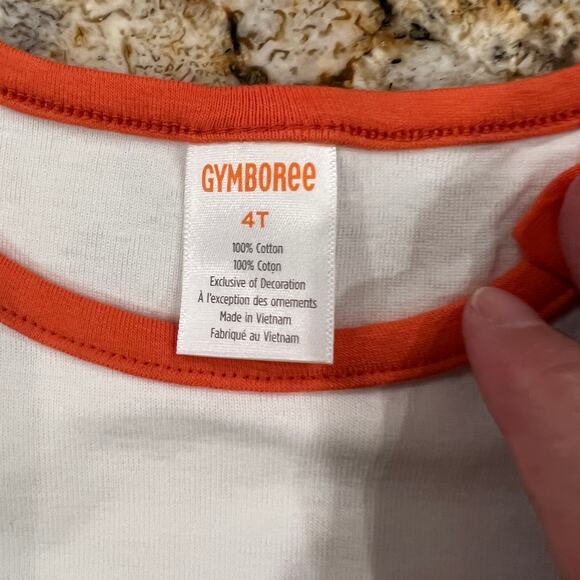 GYMBOREE
4T
100% Cotton
100% Coton
Exclusive of Decoration
À l'exception des ornements
Made in Vietnam
Fabriqué au Vietnam